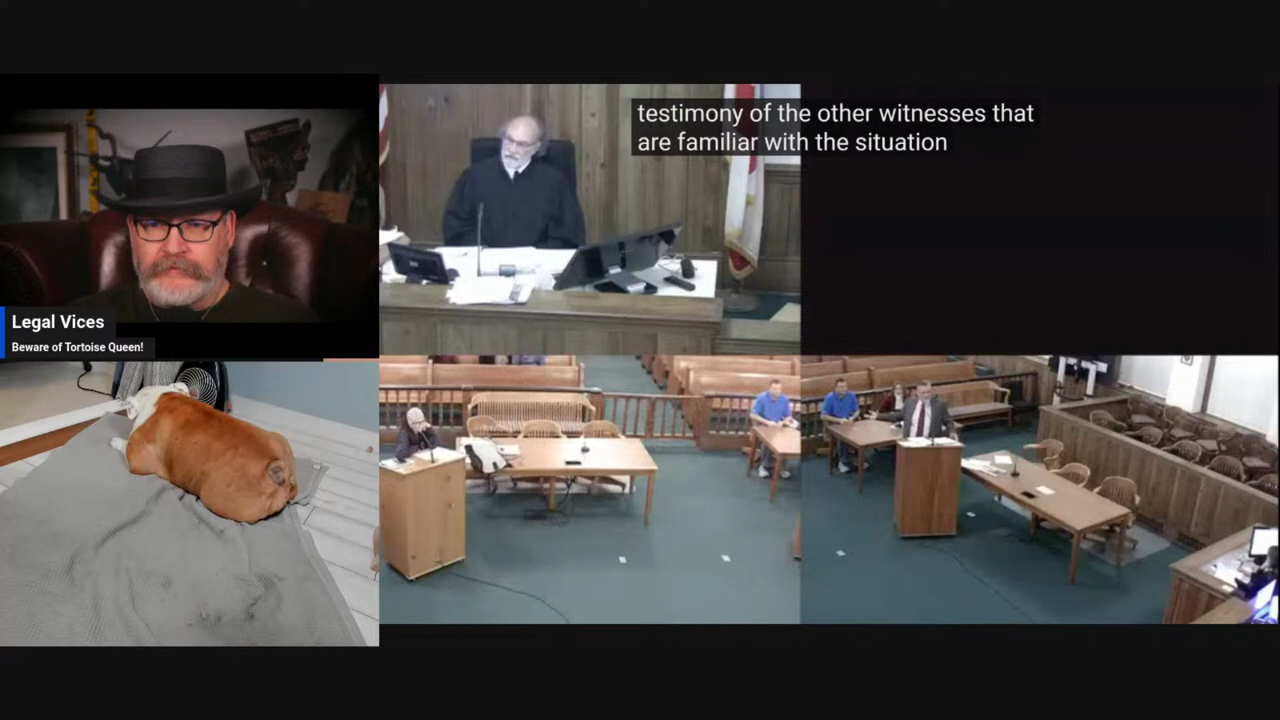 testimony of the other witnesses that
are familiar with the situation
Legal Vices
Beware of Tortoise Queen!